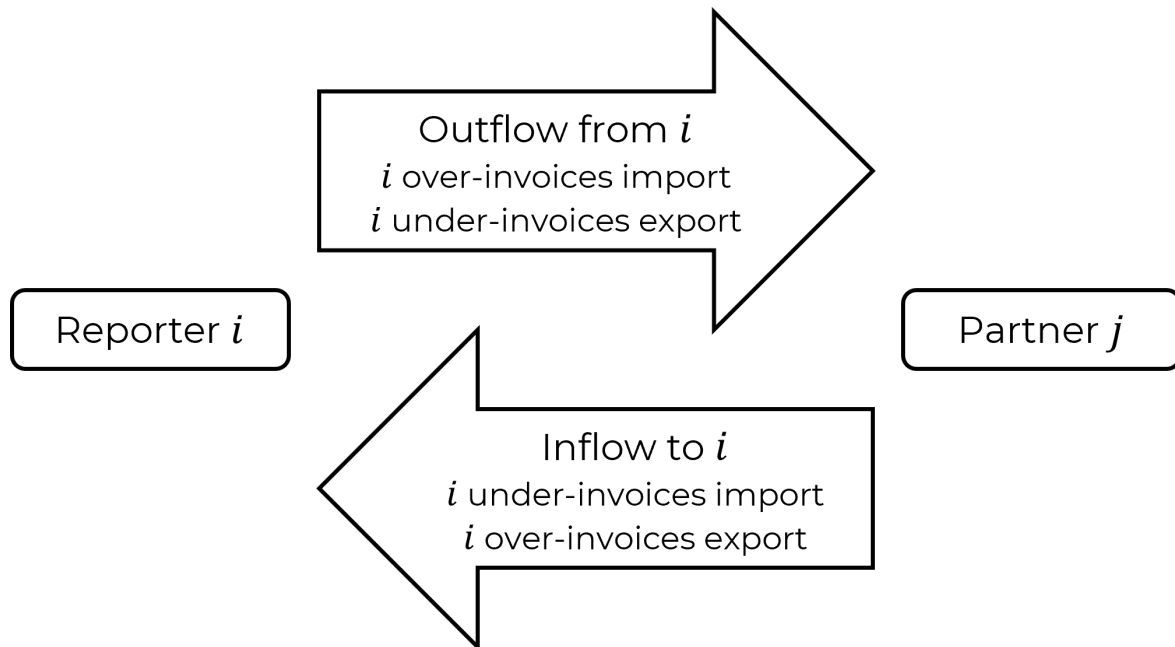 Outflow from i
i over-invoices import
i under-invoices export
Reporter i
Partner j
Inflow to i
i under-invoices import
i over-invoices export